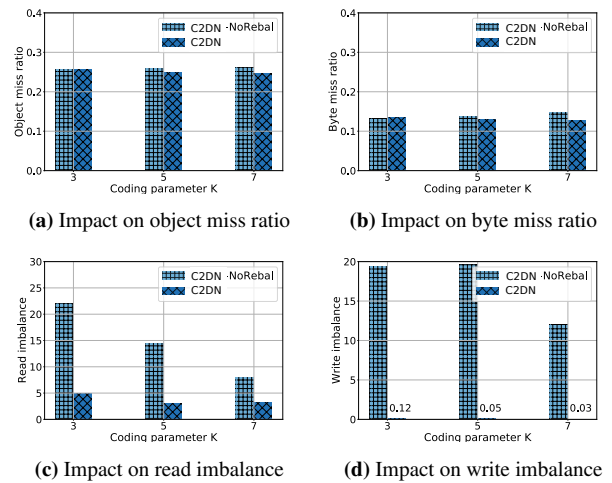 0.4
0.3
0.2
0.1
0.0
Object miss ratio
C2DN -NoRebal
C2DN
3 5 7
Coding parameter K
(a) Impact on object miss ratio
0.4
0.3
0.2
0.1
0.0
Byte miss ratio
C2DN -NoRebal
C2DN
3 5 7
Coding parameter K
(b) Impact on byte miss ratio
30
25
20
15
10
5
0
Read imbalance
C2DN -NoRebal
C2DN
3 5 7
Coding parameter K
(c) Impact on read imbalance
20
15
10
5
0
Write imbalance
C2DN -NoRebal
C2DN
0.12 0.05 0.03
3 5 7
Coding parameter K
(d) Impact on write imbalance